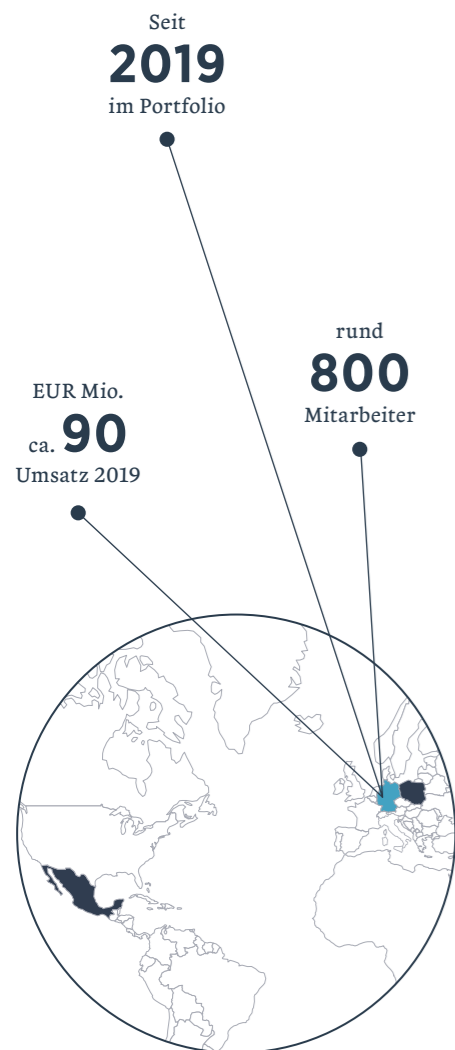 Seit
2019
im Portfolio
rund
800
Mitarbeiter
EUR Mio.
ca. 90
Umsatz 2019